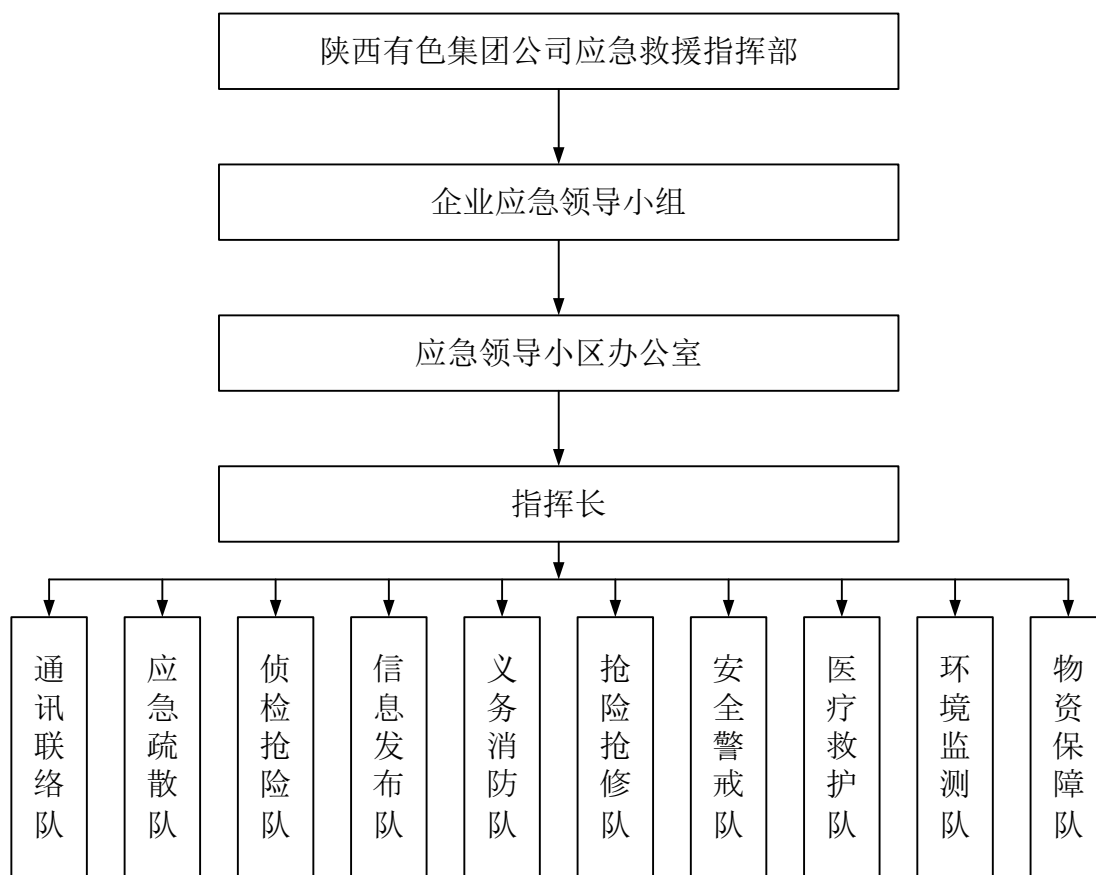 陕西有色集团公司应急救援指挥部
企业应急领导小组
应急领导小区办公室
指挥长
通讯联络队
应急疏散队
侦检抢险队
信息发布队
义务消防队
抢险抢修队
安全警戒队
医疗救护队
环境监测队
物资保障队